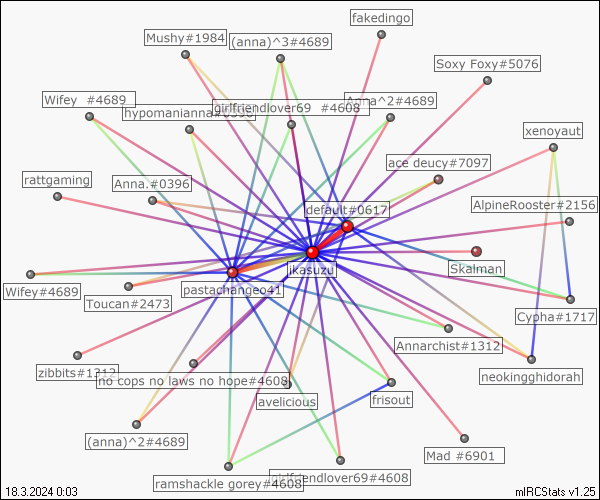 fakedingo
Mushy#1984
(anna)^3#4689
Soxy Foxy#5076
Wifey  #4689
hypomanianna#0396
girlfriendlover69  #4608
Anna^2#4689
xenoyaut
ace deucy#7097
rattgaming
Anna.#0396
AlpineRooster#2156
default#0617
ikasuzu
Skalman
Wifey#4689
pastachangeo41
Toucan#2473
Cypha#1717
Annarchist#1312
zibbits#1312
no cops no laws no hope#4608
neokingghidorah
avelicious
frisout
(anna)^2#4689
Mad #6901
ramshackle gorey#4608
girlfriendlover69#4608
18.3.2024 0:03
mIRCStats v1.25